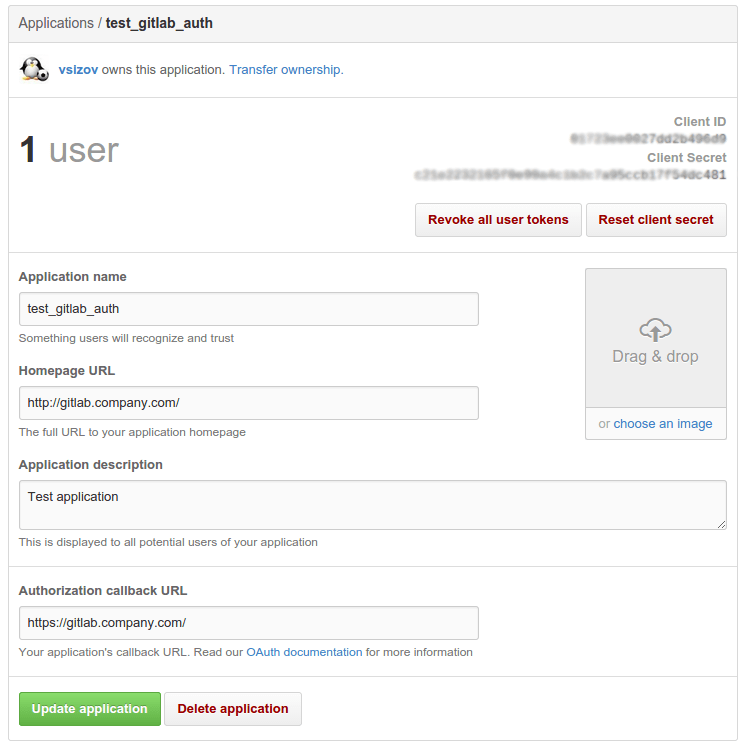 Applications / test_gitlab_auth
vsizov owns this application. Transfer ownership.
1 user
Client ID
Client Secret
Revoke all user tokens
Reset client secret
Application name
test_gitlab_auth
Something users will recognize and trust
Drag & drop
or choose an image
Homepage URL
http://gitlab.company.com/
The full URL to your application homepage
Application description
Test application
This is displayed to all potential users of your application
Authorization callback URL
https://gitlab.company.com/
Your application's callback URL. Read our OAuth documentation for more information
Update application
Delete application